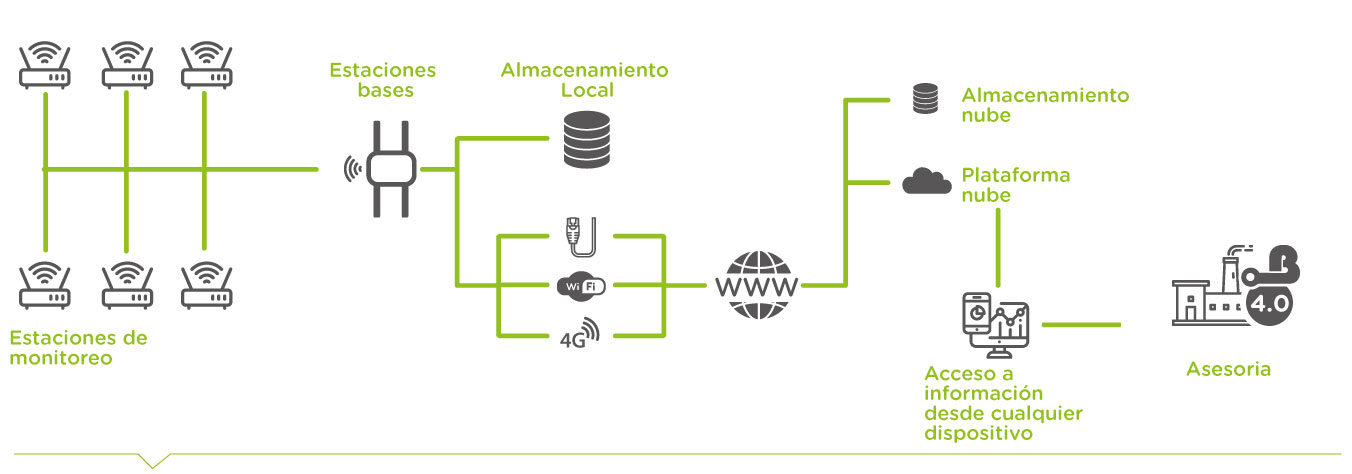 Estaciones
bases
Almacenamiento
Local
Almacenamiento
nube
Plataforma
nube
Wi Fi
4G
WWW
4.0
Estaciones de
monitoreo
Acceso a
información
desde cualquier
dispositivo
Asesoria